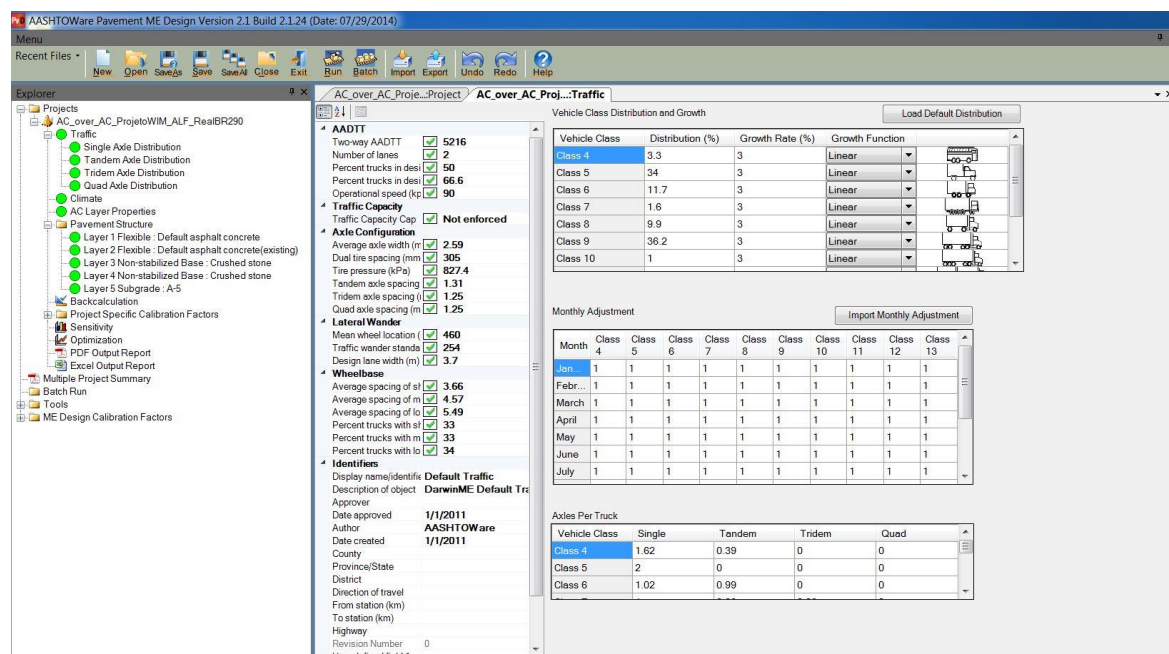 AASHTOWare Pavement ME Design Version 2.1 Build 2.1.24 (Date: 07/29/2014)
Menu
Recent Files
New Open SaveAs Save SaveAll Close Exit Run Batch Import Export Undo Redo Help
Explorer
Projects
AC_over_AC_ProjetoWIM_ALF_RealBR290
Traffic
Single Axle Distribution
Tandem Axle Distribution
Tridem Axle Distribution
Quad Axle Distribution
Climate
AC Layer Properties
Pavement Structure
Layer 1 Flexible : Default asphalt concrete
Layer 2 Flexible : Default asphalt concrete(existing)
Layer 3 Non-stabilized Base : Crushed stone
Layer 4 Non-stabilized Base : Crushed stone
Layer 5 Subgrade : A-5
Backcalculation
Project Specific Calibration Factors
Sensitivity
Optimization
PDF Output Report
Excel Output Report
Multiple Project Summary
Batch Run
Tools
ME Design Calibration Factors
AC_over_AC_Proje...:Project AC_over_AC_Proj...:Traffic
AADTT
Two-way AADTT 5216
Number of lanes 2
Percent trucks in desi 50
Percent trucks in desi 66.6
Operational speed (kp 90
Traffic Capacity
Traffic Capacity Cap Not enforced
Axle Configuration
Average axle width (m 2.59
Dual tire spacing (mm 305
Tire pressure (kPa) 827.4
Tandem axle spacing 1.31
Tridem axle spacing ( 1.25
Quad axle spacing (m 1.25
Lateral Wander
Mean wheel location ( 460
Traffic wander standa 254
Design lane width (m) 3.7
Wheelbase
Average spacing of sh 3.66
Average spacing of m 4.57
Average spacing of lo 5.49
Percent trucks with sh 33
Percent trucks with m 33
Percent trucks with lo 34
Identifiers
Display name/identifie Default Traffic
Description of object DarwinME Default Tra
Approver
Date approved 1/1/2011
Author AASHTOWare
Date created 1/1/2011
County
Province/State
District
Direction of travel
From station (km)
To station (km)
Highway
Revision Number 0
Vehicle Class Distribution and Growth Load Default Distribution
Vehicle Class Distribution (%) Growth Rate (%) Growth Function
Class 4 3.3 3 Linear
Class 5 34 3 Linear
Class 6 11.7 3 Linear
Class 7 1.6 3 Linear
Class 8 9.9 3 Linear
Class 9 36.2 3 Linear
Class 10 1 3 Linear
Monthly Adjustment Import Monthly Adjustment
Month Class 4 Class 5 Class 6 Class 7 Class 8 Class 9 Class 10 Class 11 Class 12 Class 13
Jan... 1 1 1 1 1 1 1 1 1 1
Febr... 1 1 1 1 1 1 1 1 1 1
March 1 1 1 1 1 1 1 1 1 1
April 1 1 1 1 1 1 1 1 1 1
May 1 1 1 1 1 1 1 1 1 1
June 1 1 1 1 1 1 1 1 1 1
July 1 1 1 1 1 1 1 1 1 1
Axles Per Truck
Vehicle Class Single Tandem Tridem Quad
Class 4 1.62 0.39 0 0
Class 5 2 0 0 0
Class 6 1.02 0.99 0 0